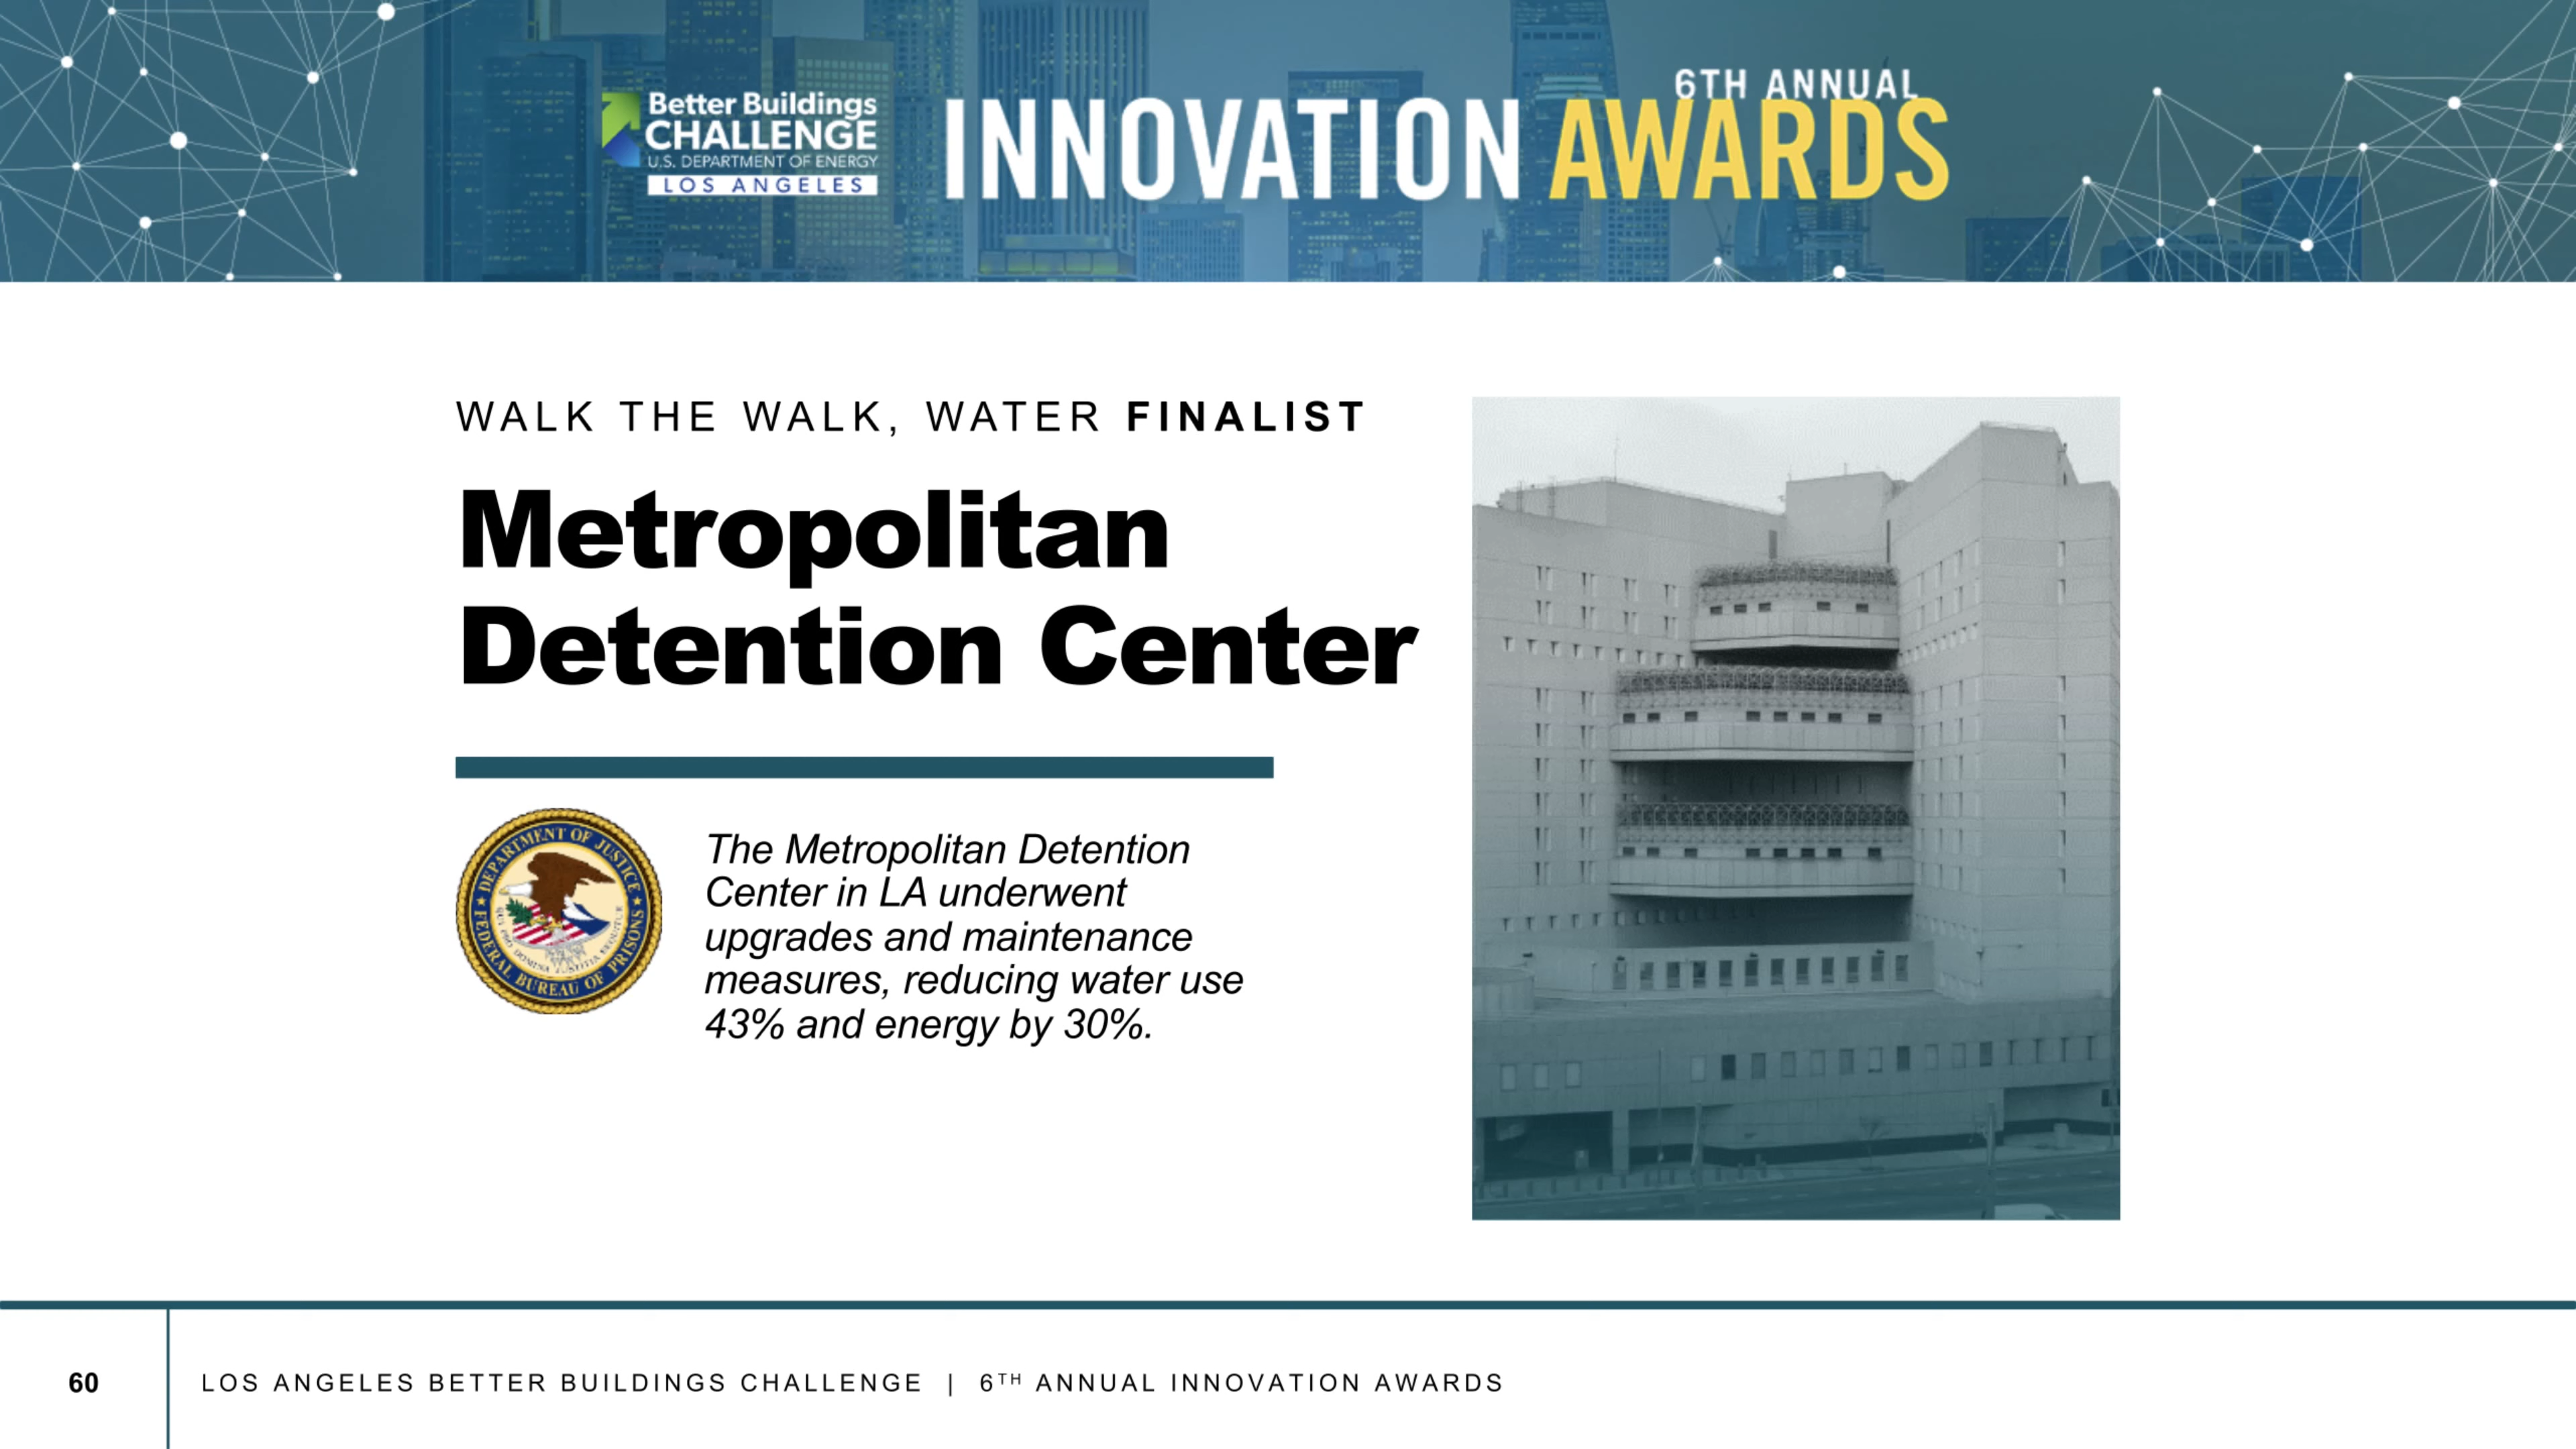 Better Buildings
CHALLENGE
U.S. DEPARTMENT OF ENERGY
LOS ANGELES
6TH ANNUAL
INNOVATION AWARDS
WALK THE WALK, WATER FINALIST
Metropolitan
Detention Center
DEPARTMENT OF JUSTICE
FEDERAL BUREAU OF PRISONS
The Metropolitan Detention
Center in LA underwent
upgrades and maintenance
measures, reducing water use
43% and energy by 30%.
60
LOS ANGELES BETTER BUILDINGS CHALLENGE | 6TH ANNUAL INNOVATION AWARDS